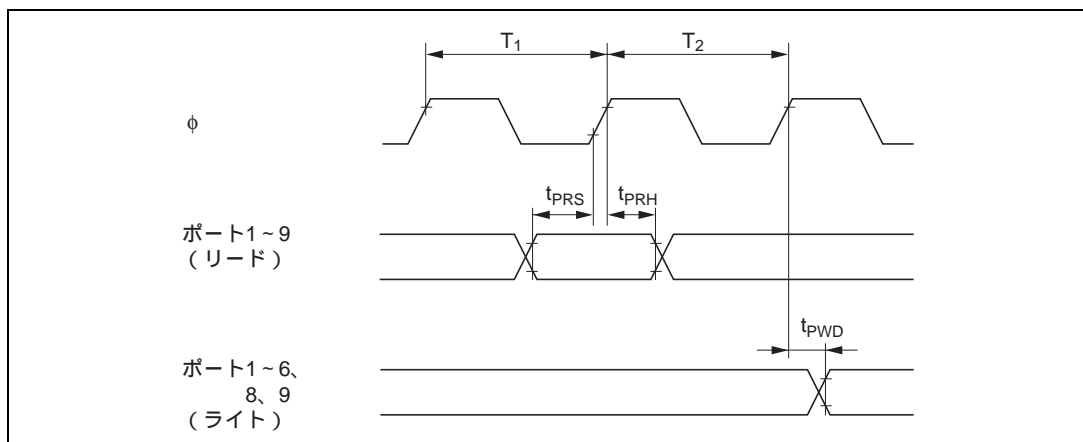 T1 T2
φ
tPRS tPRH
ポート1~9
(リード)
tPWD
ポート1~6、
8、9
(ライト)